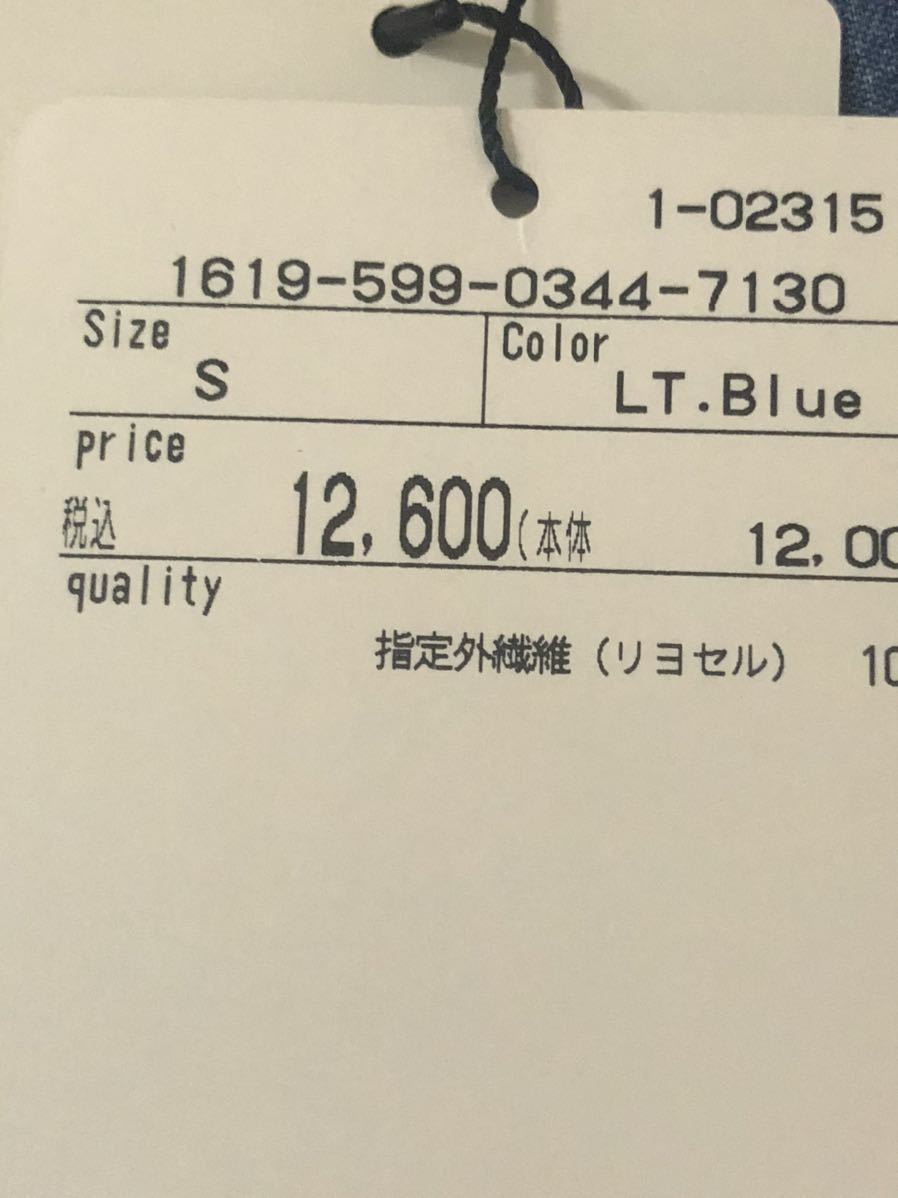 1-02315
1619-599-0344-7130
Size
S
Color
LT.Blue
price
税込 12,600(本体 12,00
quality
指定外繊維(リヨセル) 10